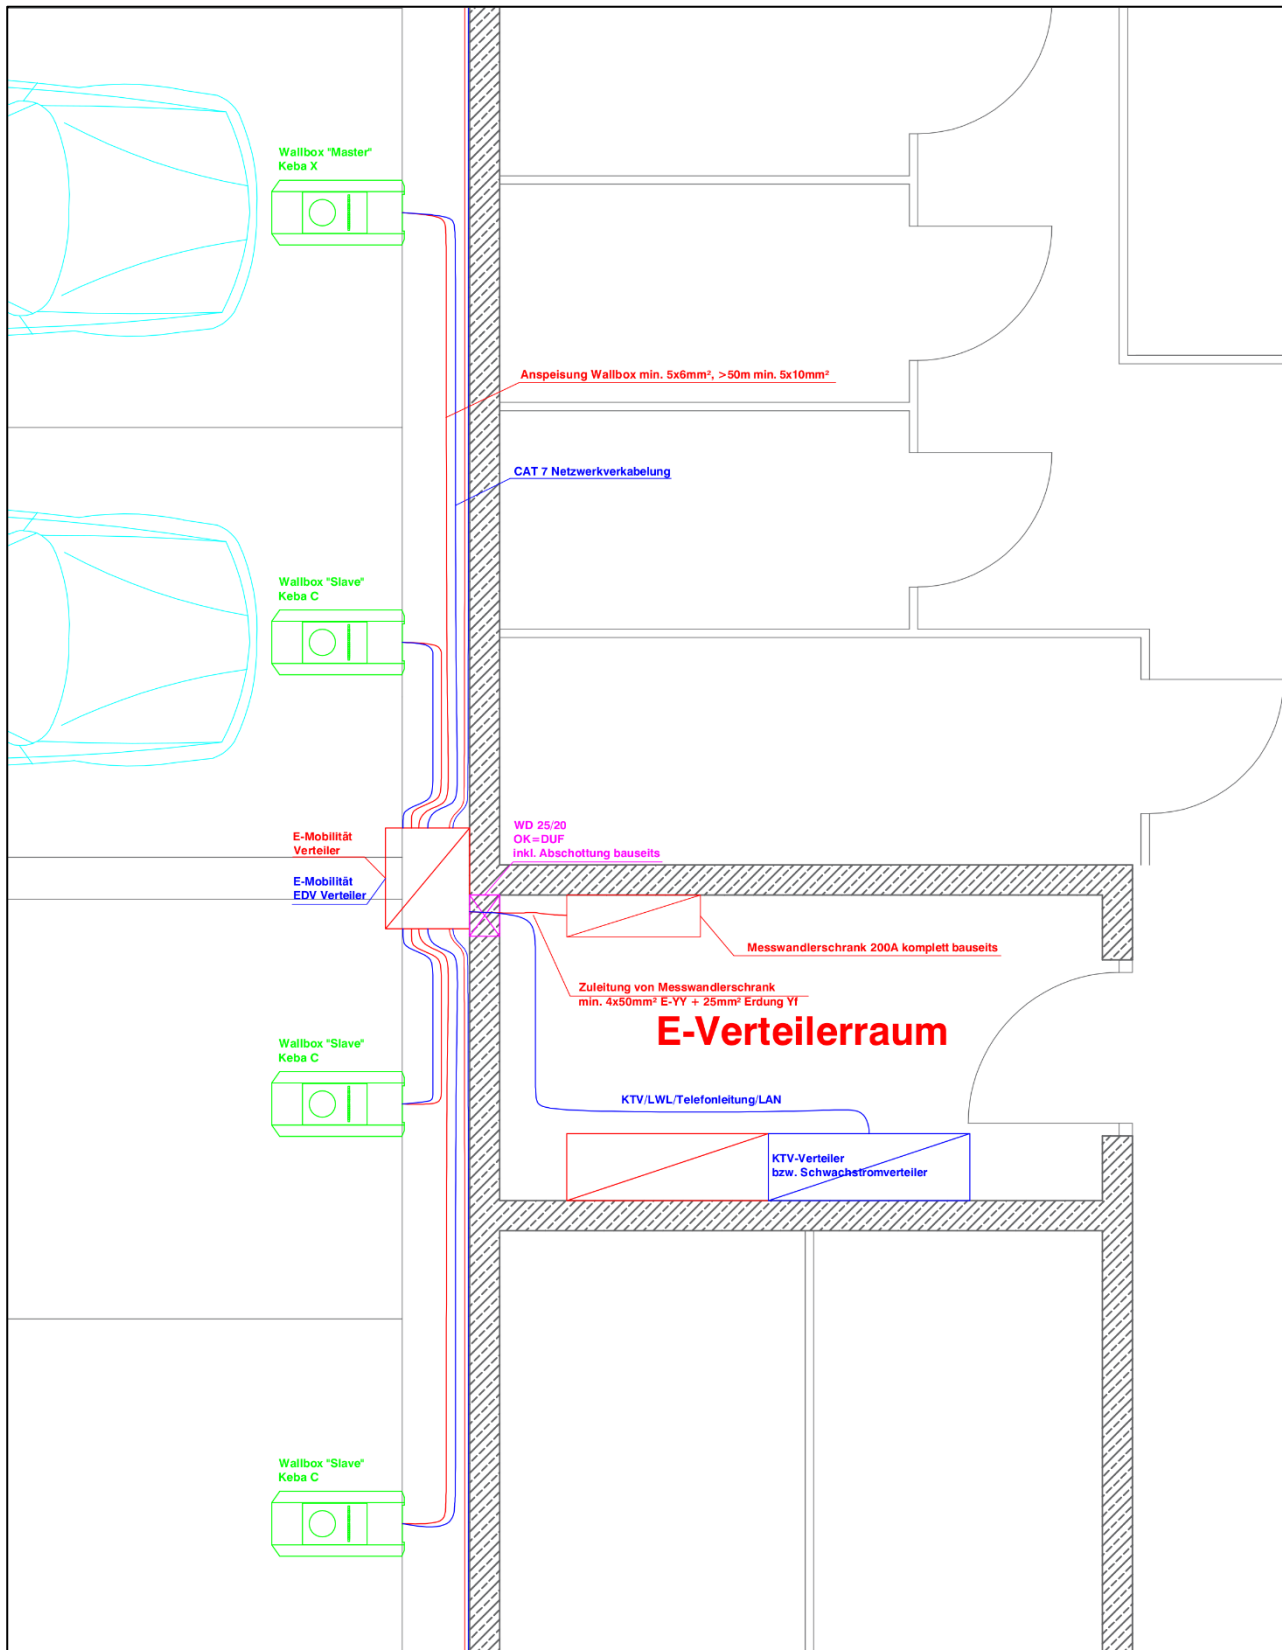 Wallbox "Master"
Keba X
Anspeisung Wallbox min. 5x6mm², >50m min. 5x10mm²
CAT 7 Netzwerkverkabelung
Wallbox "Slave"
Keba C
E-Mobilität
Verteiler
E-Mobilität
EDV Verteiler
WD 25/20
OK=DUF
inkl. Abschottung bauseits
Messwandlerschrank 200A komplett bauseits
Zuleitung von Messwandlerschrank
min. 4x50mm² E-YY + 25mm² Erdung Yf
E-Verteilerraum
Wallbox "Slave"
Keba C
KTV/LWL/Telefonleitung/LAN
KTV-Verteiler
bzw. Schwachstromverteiler
Wallbox "Slave"
Keba C